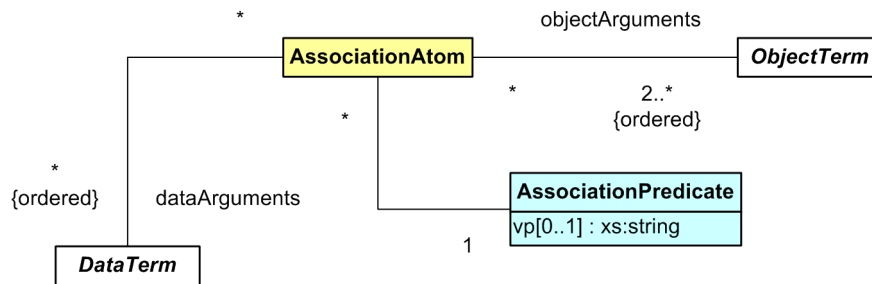 objectArguments
*
AssociationAtom
ObjectTerm
*
2..*
{ordered}
*
*
{ordered}
dataArguments
AssociationPredicate
vp[0..1] : xs:string
1
DataTerm